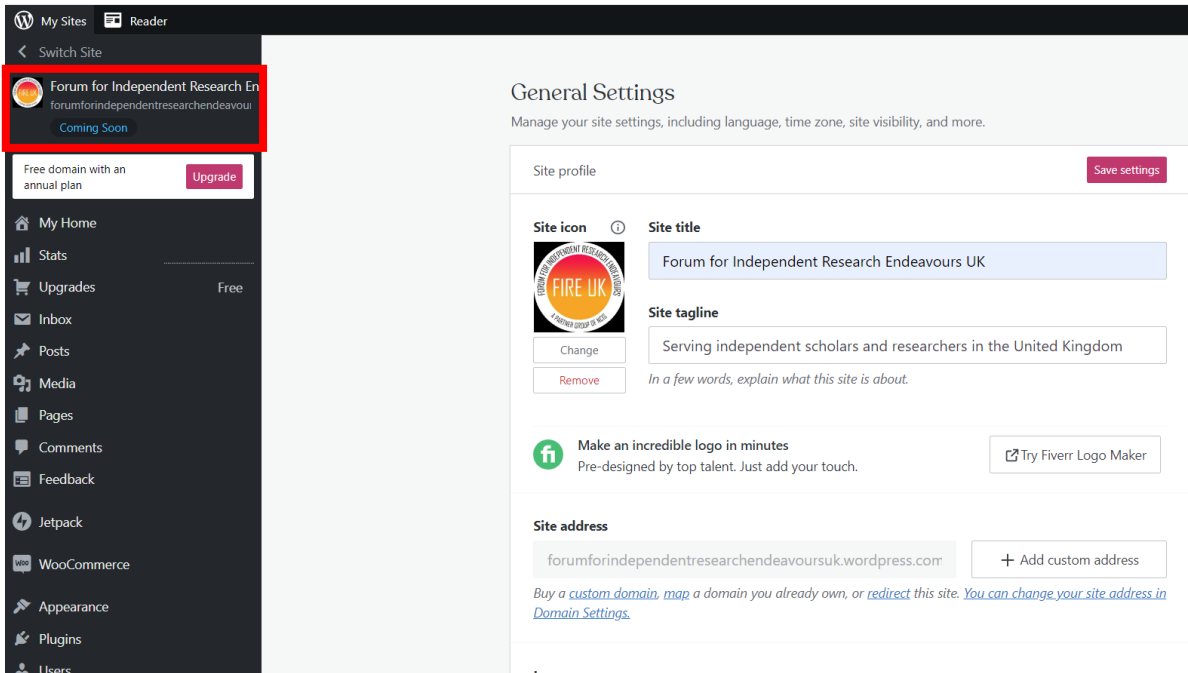 My Sites
Reader
Switch Site
Forum for Independent Research En
forumforindependentresearchendeavou
Coming Soon
Free domain with an
annual plan
Upgrade
My Home
Stats
Upgrades
Free
Inbox
Posts
Media
Pages
Comments
Feedback
Jetpack
WooCommerce
Appearance
Plugins
Users
General Settings
Manage your site settings, including language, time zone, site visibility, and more.
Site profile
Save settings
Site icon
Site title
FORUM FOR INDEPENDENT RESEARCH ENDEAVOURS
FIRE UK
A PARTNER GROUP OF NCIS
Forum for Independent Research Endeavours UK
Site tagline
Serving independent scholars and researchers in the United Kingdom
In a few words, explain what this site is about.
Change
Remove
fi
Make an incredible logo in minutes
Pre-designed by top talent. Just add your touch.
Try Fiverr Logo Maker
Site address
forumforindependentresearchendeavoursuk.wordpress.com
+ Add custom address
Buy a custom domain, map a domain you already own, or redirect this site. You can change your site address in
Domain Settings.